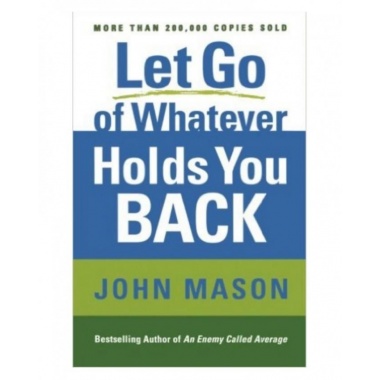 MORE THAN 200,000 COPIES SOLD
Let Go
of Whatever
Holds You
BACK
JOHN MASON
Bestselling Author of An Enemy Called Average